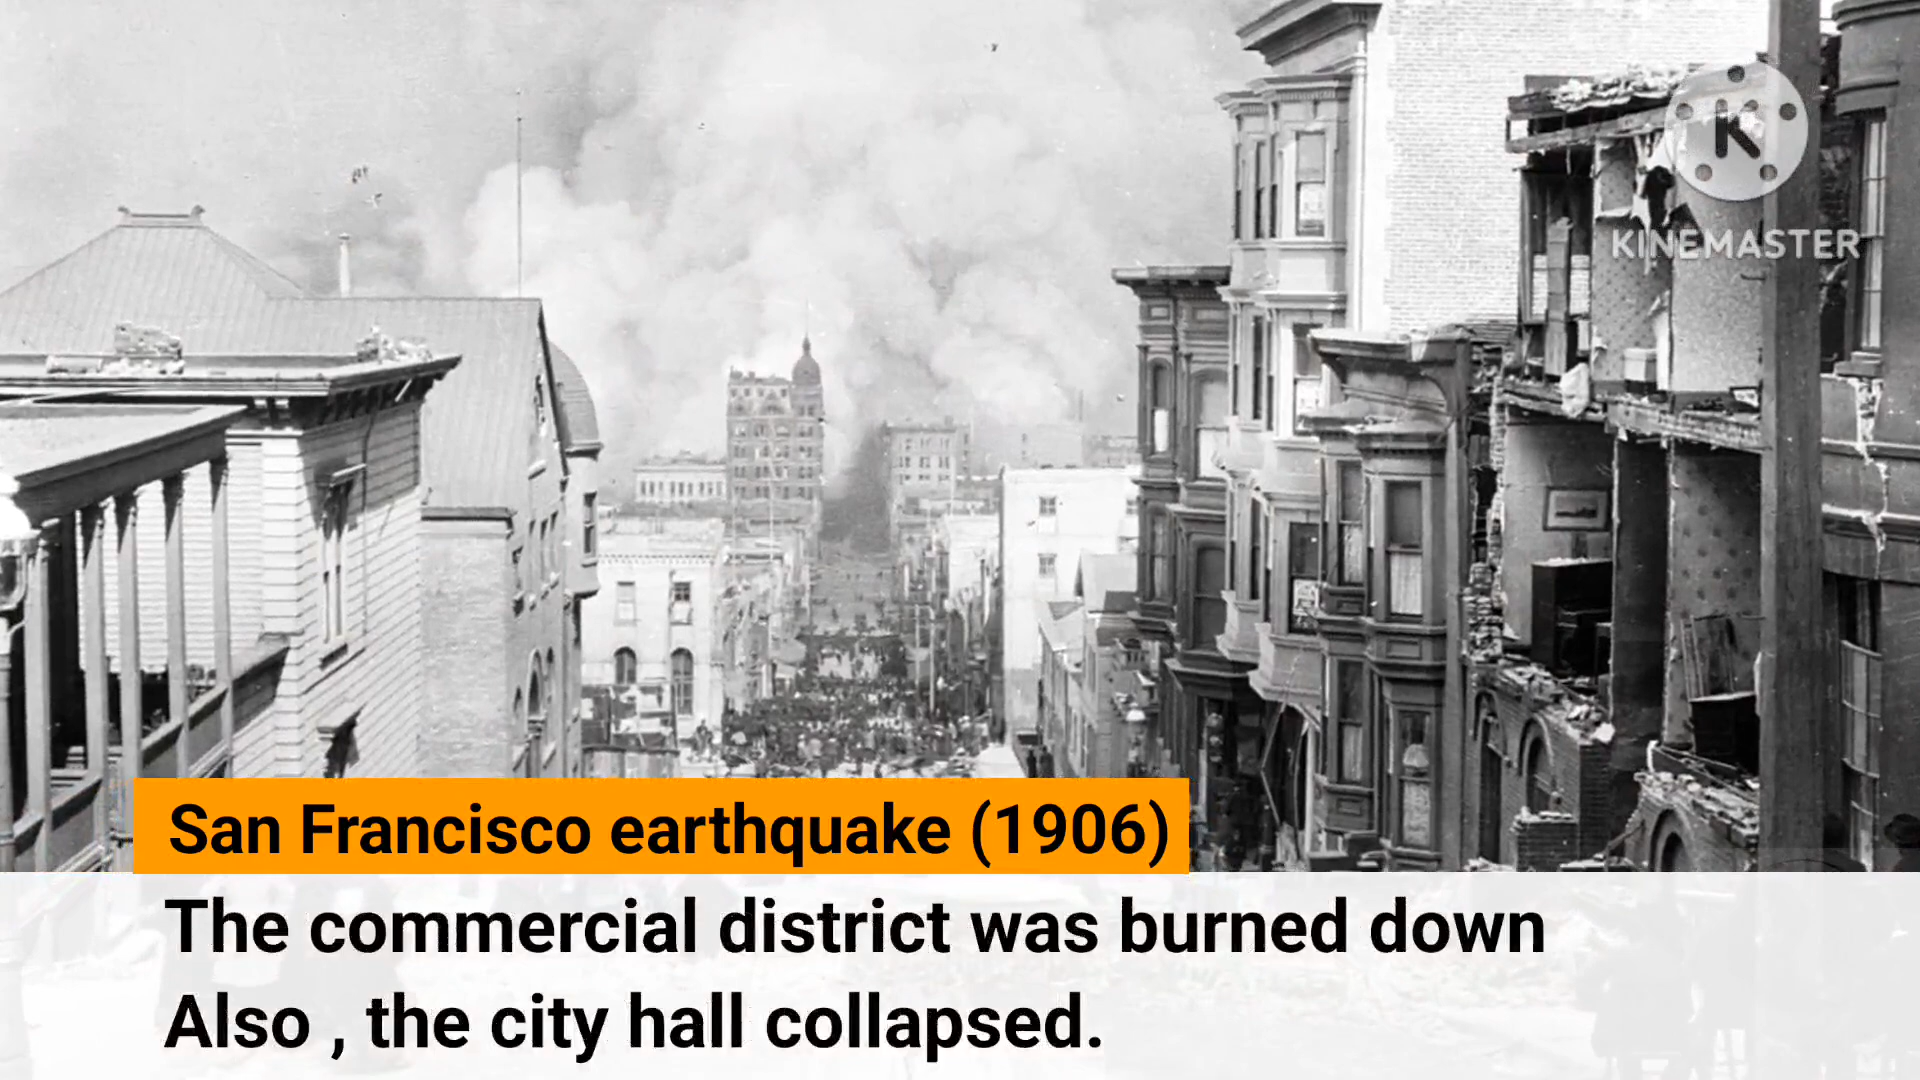 K
KINEMASTER
San Francisco earthquake (1906)
The commercial district was burned down
Also , the city hall collapsed.